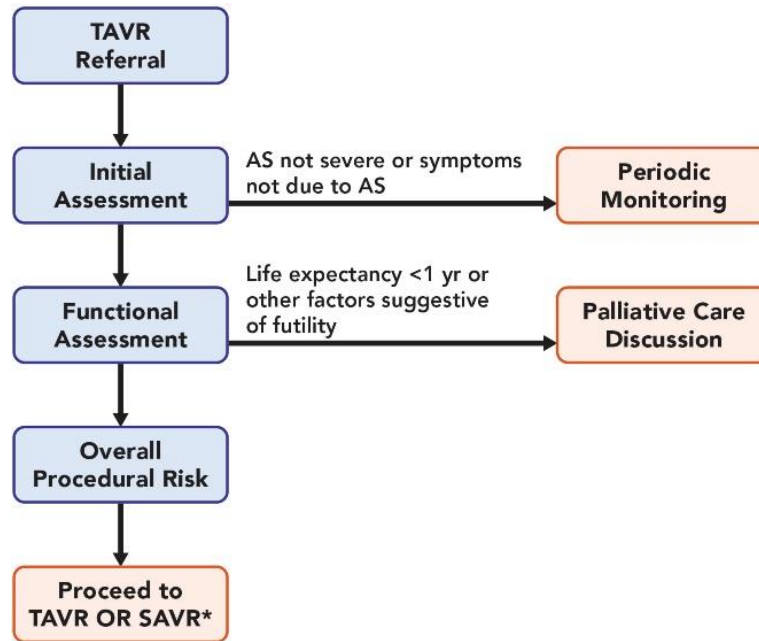 TAVR
Referral
Initial
Assessment
AS not severe or symptoms
not due to AS
Periodic
Monitoring
Functional
Assessment
Life expectancy <1 yr or
other factors suggestive
of futility
Palliative Care
Discussion
Overall
Procedural Risk
Proceed to
TAVR OR SAVR*